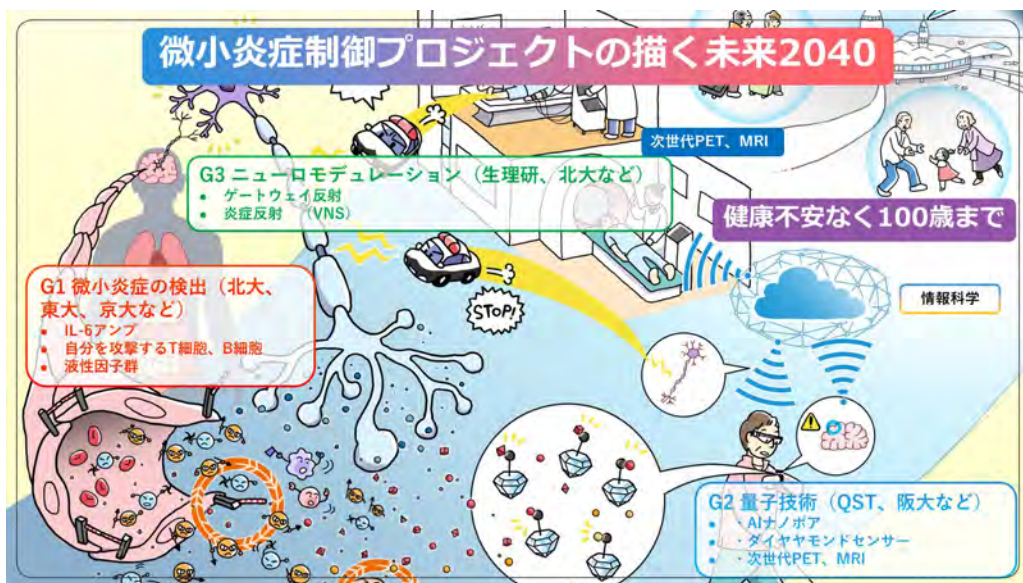 微小炎症制御プロジェクトの描く未来2040
次世代PET、MRI
G3 ニューロモデュレーション（生理研、北大など）
• ゲートウェイ反射
• 炎症反射 （VNS）
健康不安なく100歳まで
G1 微小炎症の検出（北大、
東大、京大など）
• IL-6アンプ
• 自分を攻撃するT細胞、B細胞
• 液性因子群
STOP!
情報科学
G2 量子技術（QST、阪大など）
• ・AIナノポア
• ・ダイヤヤモンドセンサー
• ・次世代PET、MRI